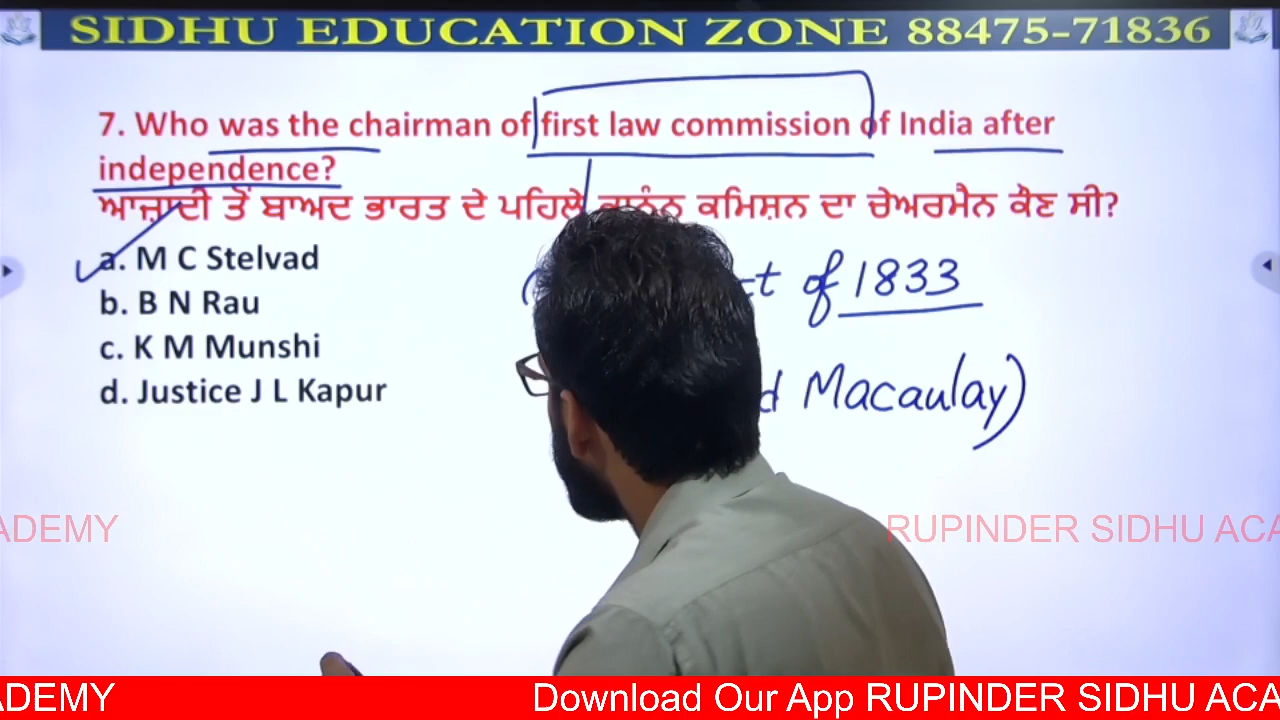 SIDHU EDUCATION ZONE 88475-71836
7. Who was the chairman of first law commission of India after
independence?
ਆਜ਼ਾਦੀ ਤੋਂ ਬਾਅਦ ਭਾਰਤ ਦੇ ਪਹਿਲੇ ਕਾਨੂੰਨ ਕਮਿਸ਼ਨ ਦਾ ਚੇਅਰਮੈਨ ਕੌਣ ਸੀ?
a. M C Stelvad
b. B N Rau
of 1833
c. K M Munshi
d. Justice J L Kapur
Macaulay)
ADEMY
RUPINDER SIDHU ACA
ADEMY
Download Our App RUPINDER SIDHU ACA